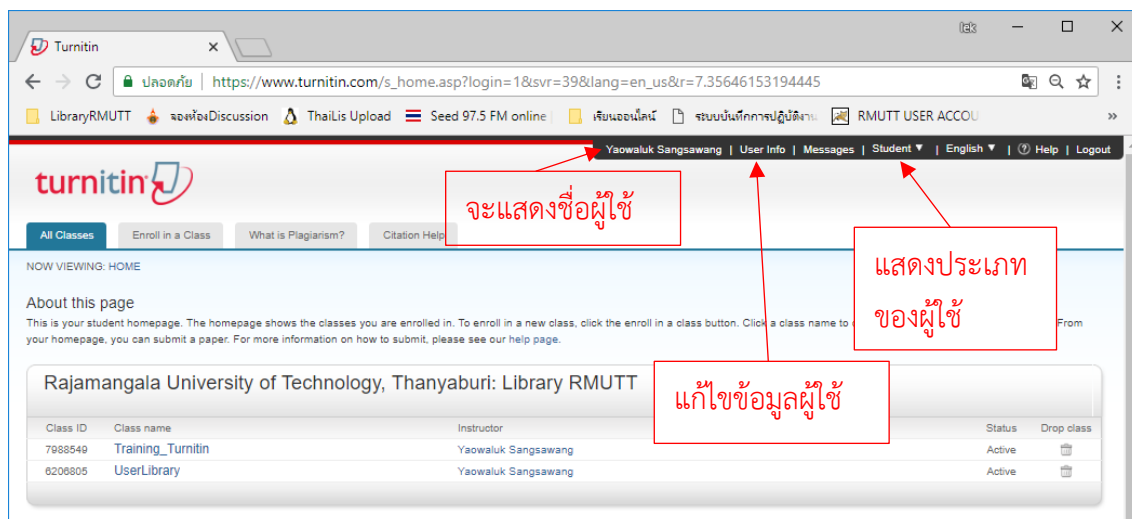 เล็ก
Turnitin
ปลอดภัย | https://www.turnitin.com/s_home.asp?login=1&svr=39&lang=en_us&r=7.35646153194445
LibraryRMUTT จองห้องDiscussion ThaiLis Upload Seed 97.5 FM online | เรียนออนไลน์ ระบบบันทึกการปฏิบัติงาน RMUTT USER ACCOU »
Yaowaluk Sangsawang | User Info | Messages | Student ▼ | English ▼ | ? Help | Logout
turnitin
จะแสดงชื่อผู้ใช้
All Classes Enroll in a Class What is Plagiarism? Citation Help
แสดงประเภท
ของผู้ใช้
NOW VIEWING: HOME
About this page
This is your student homepage. The homepage shows the classes you are enrolled in. To enroll in a new class, click the enroll in a class button. Click a class name to From
your homepage, you can submit a paper. For more information on how to submit, please see our help page.
แก้ไขข้อมูลผู้ใช้
Rajamangala University of Technology, Thanyaburi: Library RMUTT
Class ID Class name Instructor Status Drop class
7988549 Training_Turnitin Yaowaluk Sangsawang Active
6206805 UserLibrary Yaowaluk Sangsawang Active